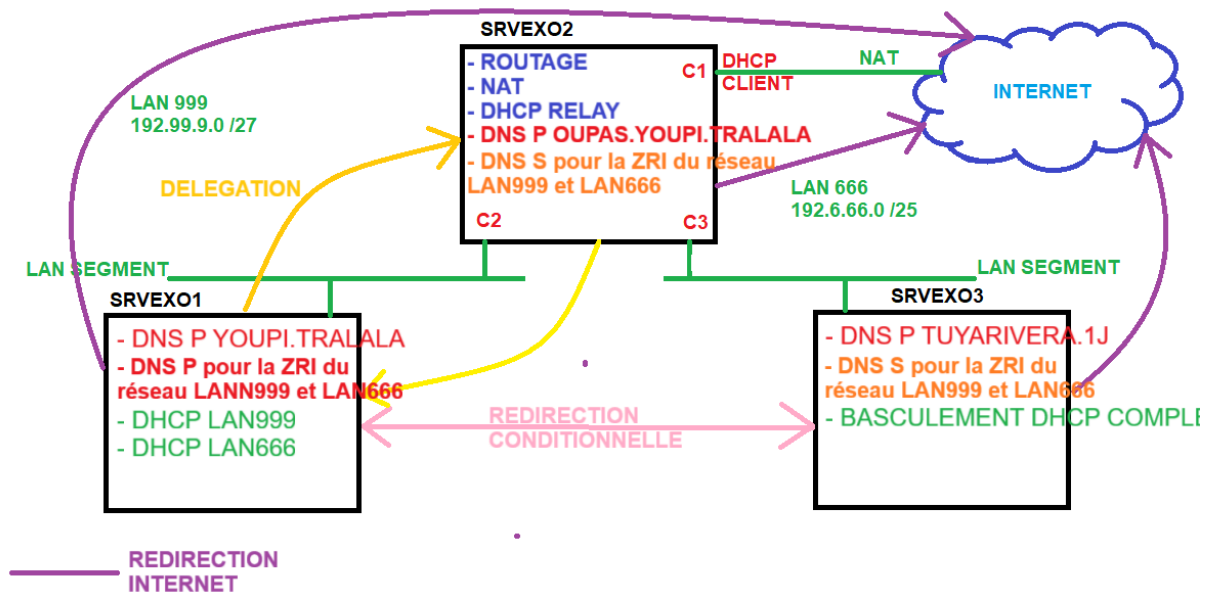 SRVEXO2
- ROUTAGE
- NAT
- DHCP RELAY
- DNS P OUPAS.YOUPI.TRALALA
- DNS S pour la ZRI du réseau
LAN999 et LAN666
C1
DHCP
CLIENT
NAT
INTERNET
LAN 999
192.99.9.0 /27
DELEGATION
LAN 666
192.6.66.0 /25
C2
C3
LAN SEGMENT
LAN SEGMENT
SRVEXO1
- DNS P YOUPI.TRALALA
- DNS P pour la ZRI du
réseau LANN999 et LAN666
- DHCP LAN999
- DHCP LAN666
REDIRECTION
CONDITIONNELLE
SRVEXO3
- DNS P TUYARIVERA.1J
- DNS S pour la ZRI du
réseau LAN999 et LAN666
- BASCULEMENT DHCP COMPLE
REDIRECTION
INTERNET